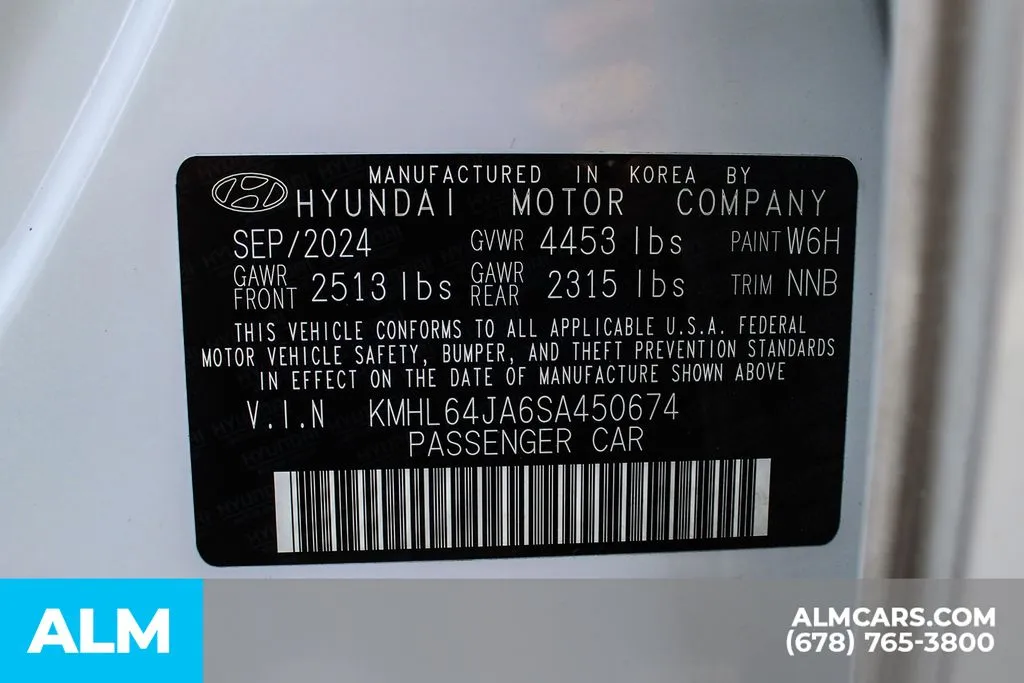 MANUFACTURED IN KOREA BY
HYUNDAI MOTOR COMPANY
SEP/2024 GVWR 4453 lbs PAINT W6H
GAWR FRONT 2513 lbs GAWR REAR 2315 lbs TRIM NNB
THIS VEHICLE CONFORMS TO ALL APPLICABLE U.S.A. FEDERAL
MOTOR VEHICLE SAFETY, BUMPER, AND THEFT PREVENTION STANDARDS
IN EFFECT ON THE DATE OF MANUFACTURE SHOWN ABOVE
V.I.N KMHL64JA6SA450674
PASSENGER CAR
ALM
ALMCARS.COM
(678) 765-3800